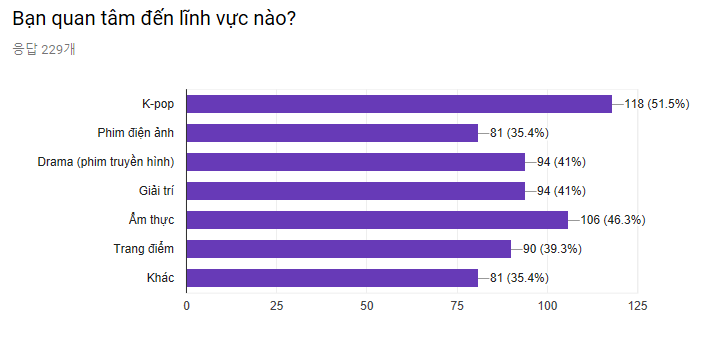 Bạn quan tâm đến lĩnh vực nào?
응답 229개
K-pop 118 (51.5%)
Phim điện ảnh 81 (35.4%)
Drama (phim truyền hình) 94 (41%)
Giải trí 94 (41%)
Ẩm thực 106 (46.3%)
Trang điểm 90 (39.3%)
Khác 81 (35.4%)
0 25 50 75 100 125